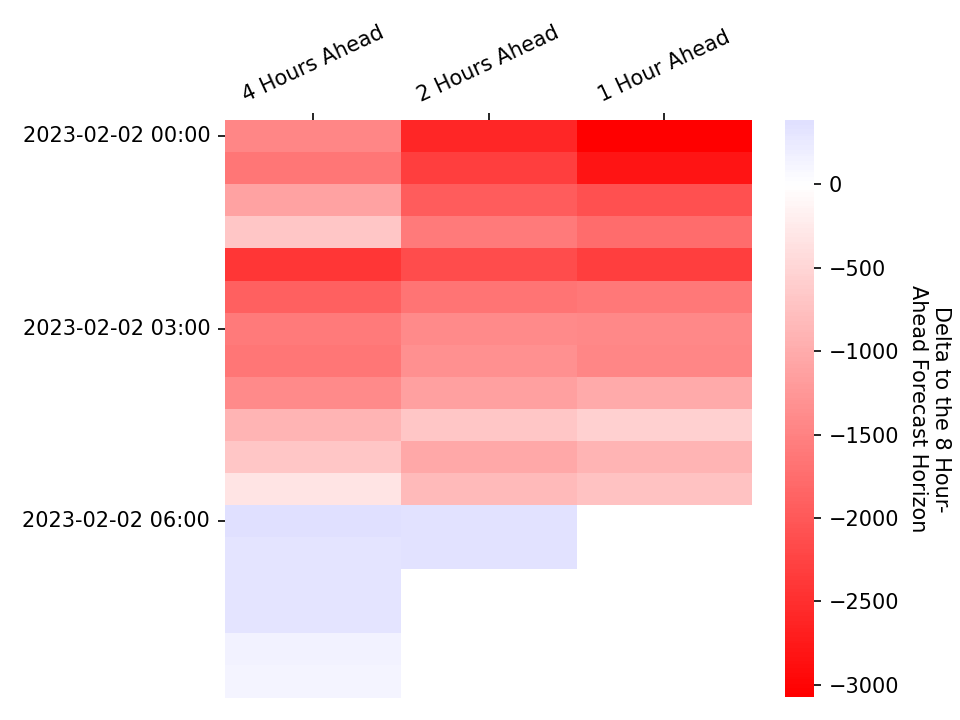 4 Hours Ahead
2 Hours Ahead
1 Hour Ahead
2023-02-02 00:00
2023-02-02 03:00
2023-02-02 06:00
0
−500
−1000
−1500
−2000
−2500
−3000
Delta to the 8 Hour-
Ahead Forecast Horizon